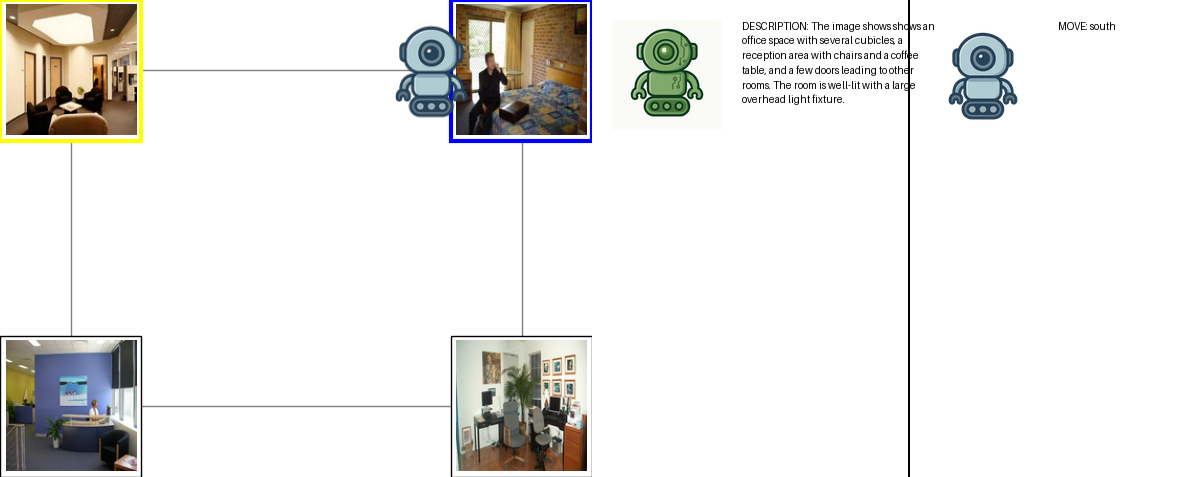 DESCRIPTION: The image shows shows an
office space with several cubicles, a
reception area with chairs and a coffee
table, and a few doors leading to other
rooms. The room is well-lit with a large
overhead light fixture.
MOVE: south